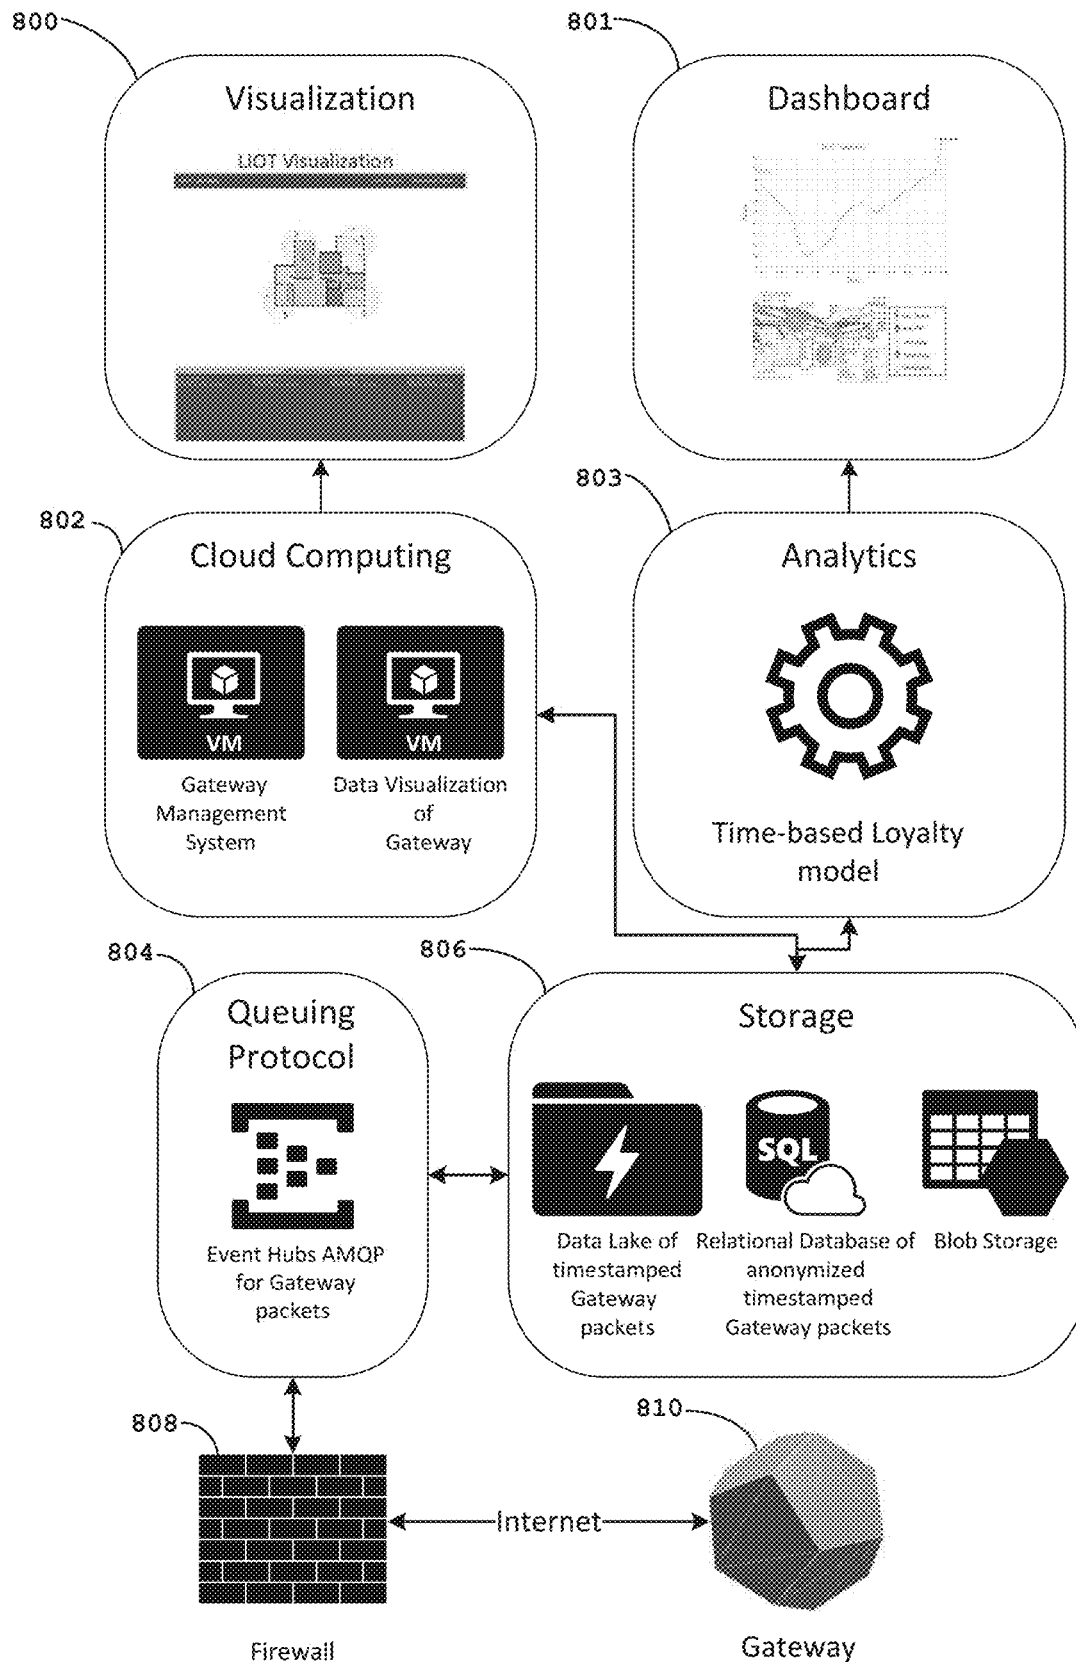 800
801
Visualization
LIOT Visualization
Dashboard
802
803
Cloud Computing
VM
VM
Gateway
Management
System
Data Visualization
of
Gateway
Analytics
Time-based Loyalty
model
804
806
Queuing
Protocol
Event Hubs AMQP
for Gateway
packets
Storage
SQL
Data Lake of
timestamped
Gateway
packets
Relational Database of
anonymized
timestamped
Gateway packets
Blob Storage
808
810
Internet
Firewall
Gateway